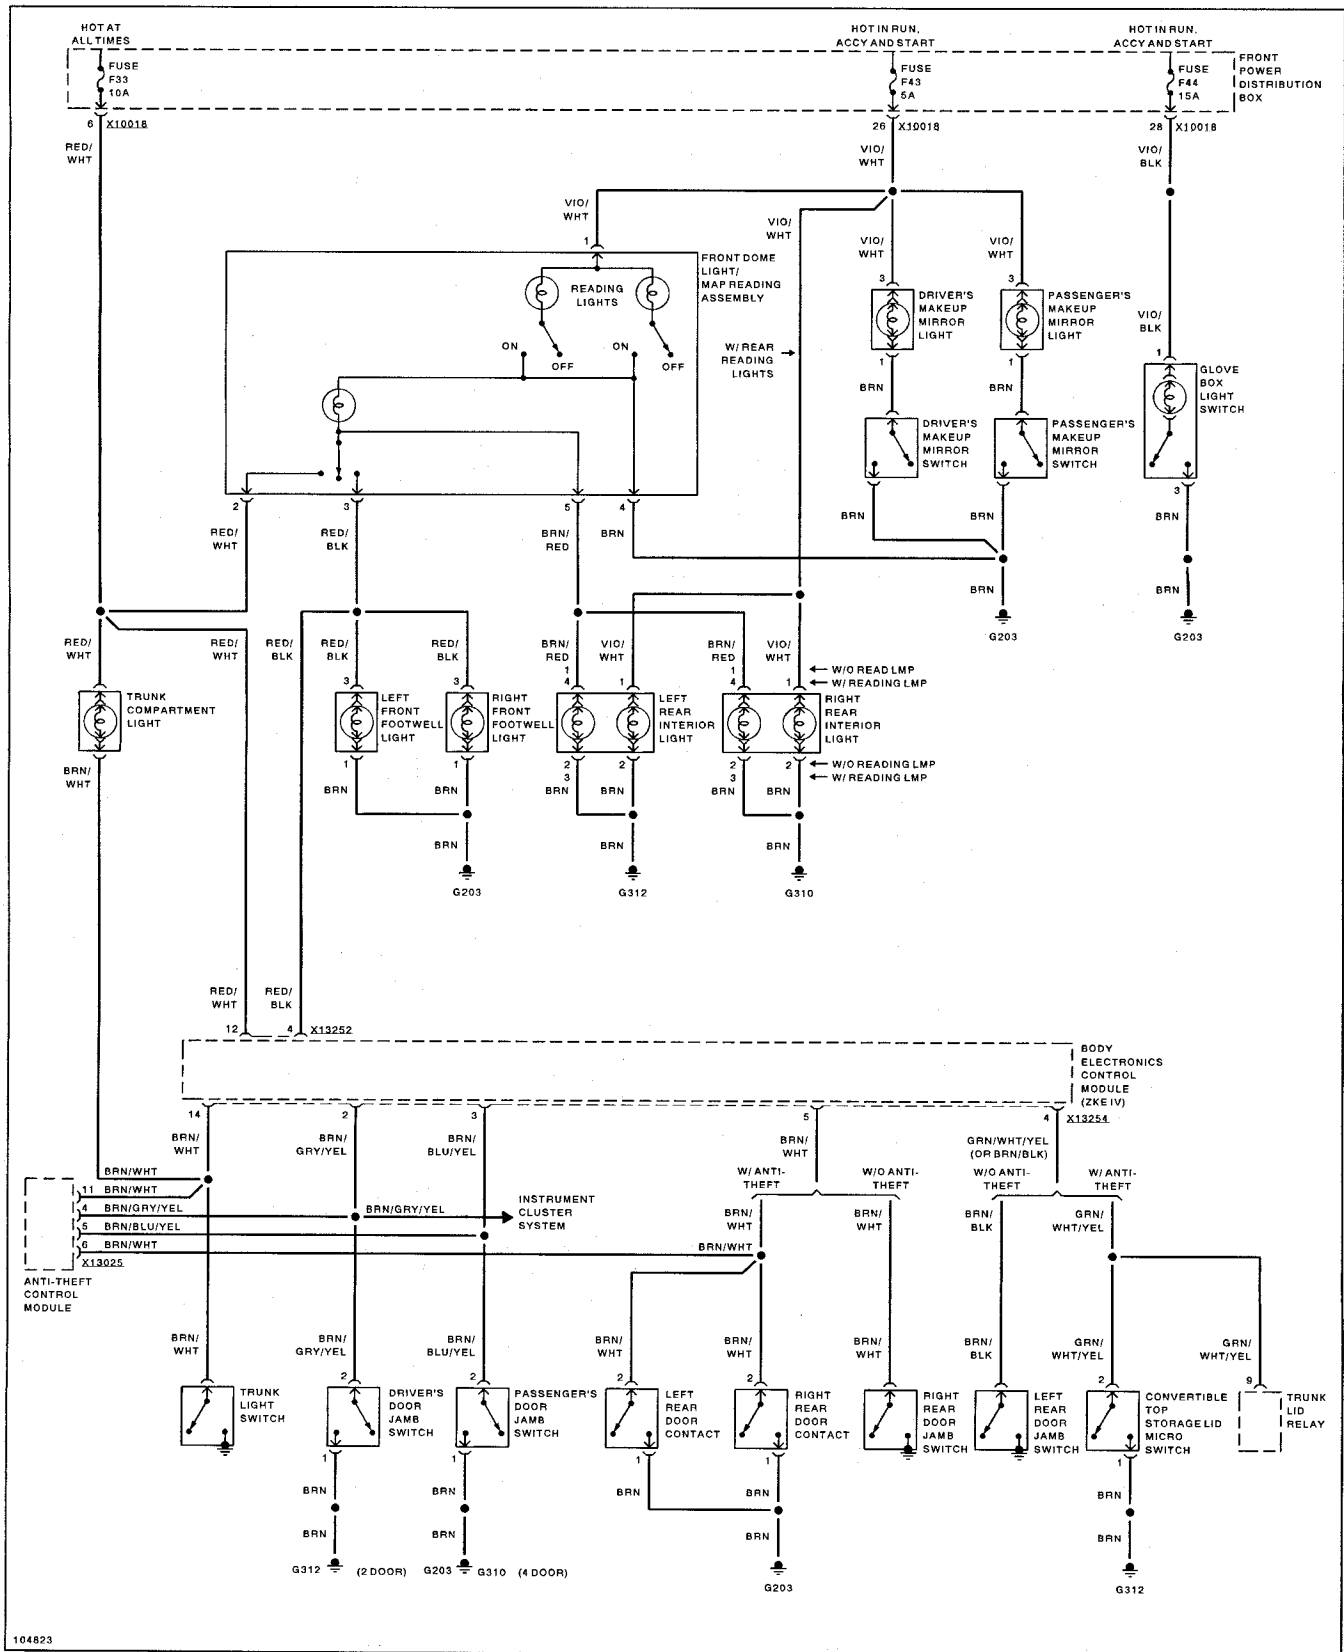 HOT AT
ALL TIMES
HOT IN RUN,
ACCY AND START
HOT IN RUN,
ACCY AND START
FUSE
F33
10A
FUSE
F43
5A
FUSE
F44
15A
FRONT
POWER
DISTRIBUTION
BOX
6 X10018
26 X10018
28 X10018
RED/
WHT
VIO/
WHT
VIO/
BLK
VIO/
WHT
VIO/
WHT
VIO/
WHT
VIO/
WHT
1
FRONT DOME
LIGHT/
MAP READING
ASSEMBLY
READING
LIGHTS
ON
OFF
ON
OFF
3
DRIVER'S
MAKEUP
MIRROR
LIGHT
3
PASSENGER'S
MAKEUP
MIRROR
LIGHT
VIO/
BLK
W/ REAR
READING
LIGHTS
1
1
1
GLOVE
BOX
LIGHT
SWITCH
BRN
BRN
DRIVER'S
MAKEUP
MIRROR
SWITCH
PASSENGER'S
MAKEUP
MIRROR
SWITCH
2
3
5
4
3
BRN
BRN
BRN
RED/
WHT
RED/
BLK
BRN/
RED
BRN
BRN
BRN
G203
G203
RED/
WHT
RED/
WHT
RED/
BLK
RED/
BLK
RED/
BLK
BRN/
RED
VIO/
WHT
BRN/
RED
VIO/
WHT
W/O READ LMP
W/ READING LMP
3
3
1
4
1
1
4
1
TRUNK
COMPARTMENT
LIGHT
LEFT
FRONT
FOOTWELL
LIGHT
RIGHT
FRONT
FOOTWELL
LIGHT
LEFT
REAR
INTERIOR
LIGHT
RIGHT
REAR
INTERIOR
LIGHT
1
1
2
3
2
2
3
2
W/O READING LMP
W/ READING LMP
BRN/
WHT
BRN
BRN
BRN
BRN
BRN
BRN
BRN
BRN
BRN
G203
G312
G310
RED/
WHT
RED/
BLK
12
4 X13252
BODY
ELECTRONICS
CONTROL
MODULE
(ZKE IV)
14
2
3
5
4 X13254
BRN/
WHT
BRN/
GRY/YEL
BRN/
BLU/YEL
BRN/
WHT
GRN/WHT/YEL
(OR BRN/BLK)
W/ ANTI-
THEFT
W/O ANTI-
THEFT
W/O ANTI-
THEFT
W/ ANTI-
THEFT
BRN/WHT
11 BRN/WHT
4 BRN/GRY/YEL
5 BRN/BLU/YEL
6 BRN/WHT
X13025
BRN/GRY/YEL
INSTRUMENT
CLUSTER
SYSTEM
BRN/WHT
BRN/
WHT
BRN/
WHT
BRN/
BLK
GRN/
WHT/YEL
ANTI-THEFT
CONTROL
MODULE
BRN/
WHT
BRN/
GRY/YEL
BRN/
BLU/YEL
BRN/
WHT
BRN/
WHT
BRN/
WHT
BRN/
BLK
GRN/
WHT/YEL
GRN/
WHT/YEL
2
2
2
2
2
9
TRUNK
LIGHT
SWITCH
DRIVER'S
DOOR
JAMB
SWITCH
PASSENGER'S
DOOR
JAMB
SWITCH
LEFT
REAR
DOOR
CONTACT
RIGHT
REAR
DOOR
CONTACT
RIGHT
REAR
DOOR
JAMB
SWITCH
LEFT
REAR
DOOR
JAMB
SWITCH
CONVERTIBLE
TOP
STORAGE LID
MICRO
SWITCH
TRUNK
LID
RELAY
1
1
1
1
1
BRN
BRN
BRN
BRN
BRN
BRN
BRN
BRN
BRN
G312
(2 DOOR)
G203
G310
(4 DOOR)
G203
G312
104823